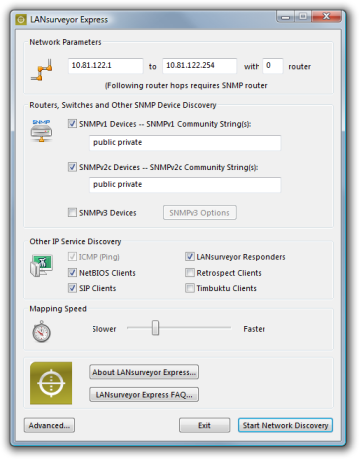 LANsurveyor Express
Network Parameters
10.81.122.1 to 10.81.122.254 with 0 router
(Following router hops requires SNMP router
Routers, Switches and Other SNMP Device Discovery
SNMP
SNMPv1 Devices -- SNMPv1 Community String(s):
public private
SNMPv2c Devices -- SNMPv2c Community String(s):
public private
SNMPv3 Devices SNMPv3 Options
Other IP Service Discovery
ICMP (Ping) LANsurveyor Responders
NetBIOS Clients Retrospect Clients
SIP Clients Timbuktu Clients
Mapping Speed
Slower Faster
About LANsurveyor Express...
LANsurveyor Express FAQ...
Advanced... Exit Start Network Discovery